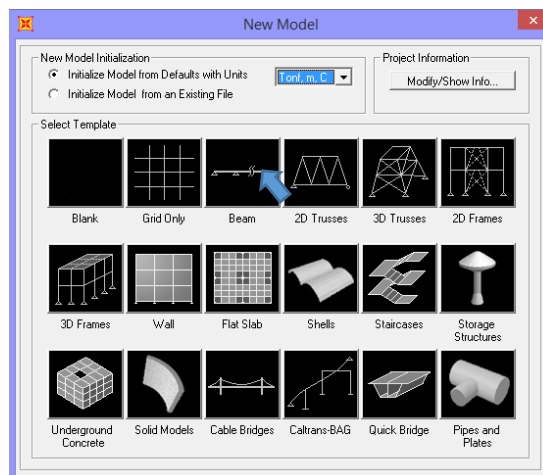 New Model
New Model Initialization
Initialize Model from Defaults with Units
Tonf, m, C
Initialize Model from an Existing File
Project Information
Modify/Show Info...
Select Template
Blank
Grid Only
Beam
2D Trusses
3D Trusses
2D Frames
3D Frames
Wall
Flat Slab
Shells
Staircases
Storage
Structures
Underground
Concrete
Solid Models
Cable Bridges
Caltrans-BAG
Quick Bridge
Pipes and
Plates